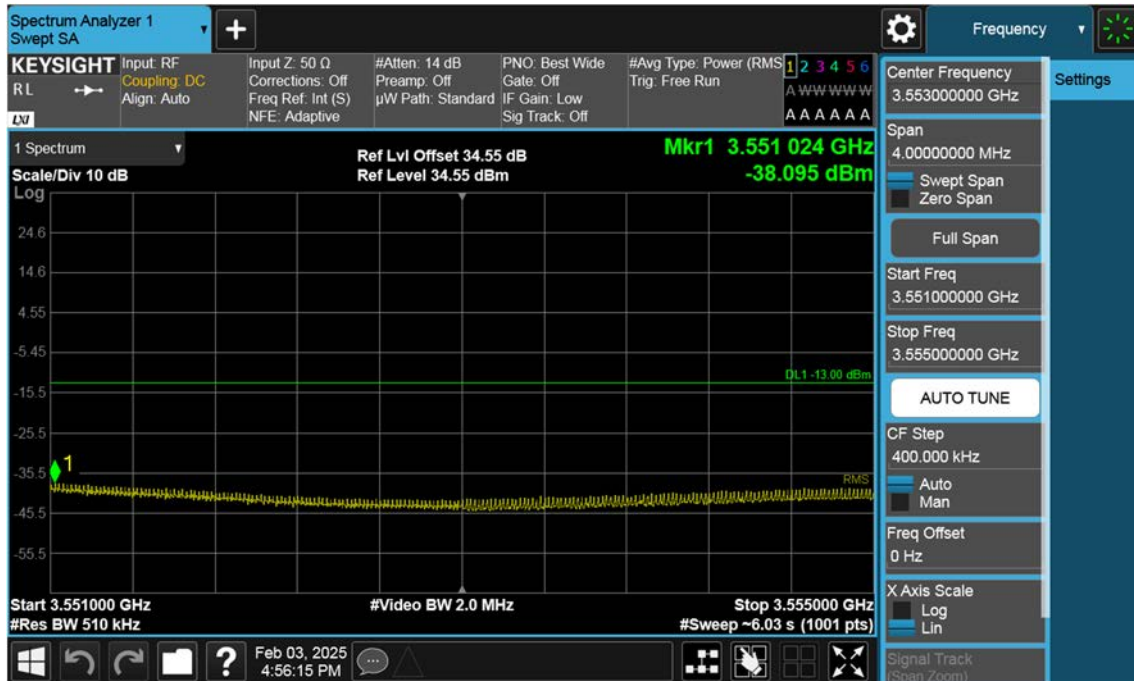 Spectrum Analyzer 1
Swept SA
Frequency
KEYSIGHT
RL
LXI
Input: RF
Coupling: DC
Align: Auto
Input Z: 50 Ω
Corrections: Off
Freq Ref: Int (S)
NFE: Adaptive
#Atten: 14 dB
Preamp: Off
µW Path: Standard
PNO: Best Wide
Gate: Off
IF Gain: Low
Sig Track: Off
#Avg Type: Power (RMS
Trig: Free Run
1 2 3 4 5 6
A W W W W W
A A A A A A
1 Spectrum
Scale/Div 10 dB
Ref Lvl Offset 34.55 dB
Ref Level 34.55 dBm
Mkr1 3.551 024 GHz
-38.095 dBm
Log
24.6
14.6
4.55
-5.45
-15.5
-25.5
-35.5
-45.5
-55.5
DL1 -13.00 dBm
1
RMS
Start 3.551000 GHz
#Res BW 510 kHz
#Video BW 2.0 MHz
Stop 3.555000 GHz
#Sweep ~6.03 s (1001 pts)
Feb 03, 2025
4:56:15 PM
Center Frequency
3.553000000 GHz
Span
4.00000000 MHz
Swept Span
Zero Span
Full Span
Start Freq
3.551000000 GHz
Stop Freq
3.555000000 GHz
AUTO TUNE
CF Step
400.000 kHz
Auto
Man
Freq Offset
0 Hz
X Axis Scale
Log
Lin
Signal Track
(Span Zoom)
Settings